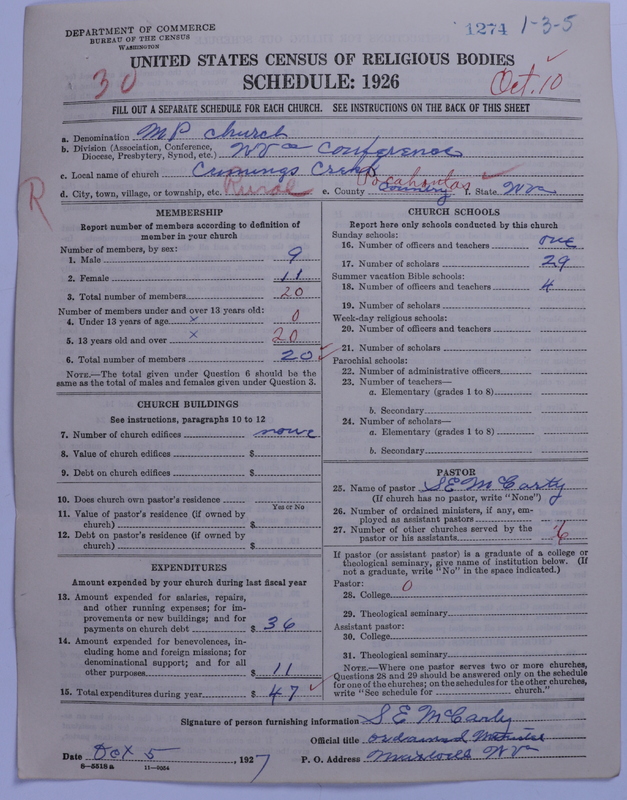 DEPARTMENT OF COMMERCE
BUREAU OF THE CENSUS
WASHINGTON
1274 1-3-5
UNITED STATES CENSUS OF RELIGIOUS BODIES
30 SCHEDULE: 1926 Oct. 10
FILL OUT A SEPARATE SCHEDULE FOR EACH CHURCH. SEE INSTRUCTIONS ON THE BACK OF THIS SHEET
a. Denomination MP church
b. Division (Association, Conference, Diocese, Presbytery, Synod, etc.) WVa Conference
c. Local name of church Cummings Creek
R
d. City, town, village, or township, etc. Rural e. County Pocahontas County f. State WVa
MEMBERSHIP
Report number of members according to definition of
member in your church
Number of members, by sex:
1. Male 9
2. Female 11
3. Total number of members 20
Number of members under and over 13 years old:
4. Under 13 years of age x 0
5. 13 years old and over x 20
6. Total number of members 20
NOTE.—The total given under Question 6 should be the
same as the total of males and females given under Question 3.
CHURCH BUILDINGS
See instructions, paragraphs 10 to 12
7. Number of church edifices none
8. Value of church edifices $
9. Debt on church edifices $
10. Does church own pastor's residence
Yes or No
11. Value of pastor's residence (if owned by
church) $
12. Debt on pastor's residence (if owned by
church) $
EXPENDITURES
Amount expended by your church during last fiscal year
13. Amount expended for salaries, repairs,
and other running expenses; for im-
provements or new buildings; and for
payments on church debt $ 36
14. Amount expended for benevolences, in-
cluding home and foreign missions; for
denominational support; and for all
other purposes $ 11
15. Total expenditures during year $ 47
CHURCH SCHOOLS
Report here only schools conducted by this church
Sunday schools:
16. Number of officers and teachers one
17. Number of scholars 29
Summer vacation Bible schools:
18. Number of officers and teachers 4
19. Number of scholars
Week-day religious schools:
20. Number of officers and teachers
21. Number of scholars
Parochial schools:
22. Number of administrative officers
23. Number of teachers—
a. Elementary (grades 1 to 8)
b. Secondary
24. Number of scholars—
a. Elementary (grades 1 to 8)
b. Secondary
PASTOR
25. Name of pastor S E McCarty
(If church has no pastor, write "None")
26. Number of ordained ministers, if any, em-
ployed as assistant pastors
27. Number of other churches served by the
pastor or his assistants 6
If pastor (or assistant pastor) is a graduate of a college or
theological seminary, give name of institution below. (If
not a graduate, write "No" in the space indicated.)
Pastor: 0
28. College
29. Theological seminary
Assistant pastor:
30. College
31. Theological seminary
NOTE.—Where one pastor serves two or more churches,
Questions 28 and 29 should be answered only on the schedule
for one of the churches; on the schedules for the other churches,
write "See schedule for church."
Signature of person furnishing information S E McCarty
Official title ordained
Date Oct 5, 1927 P. O. Address WVa
8-5518a 11-9054